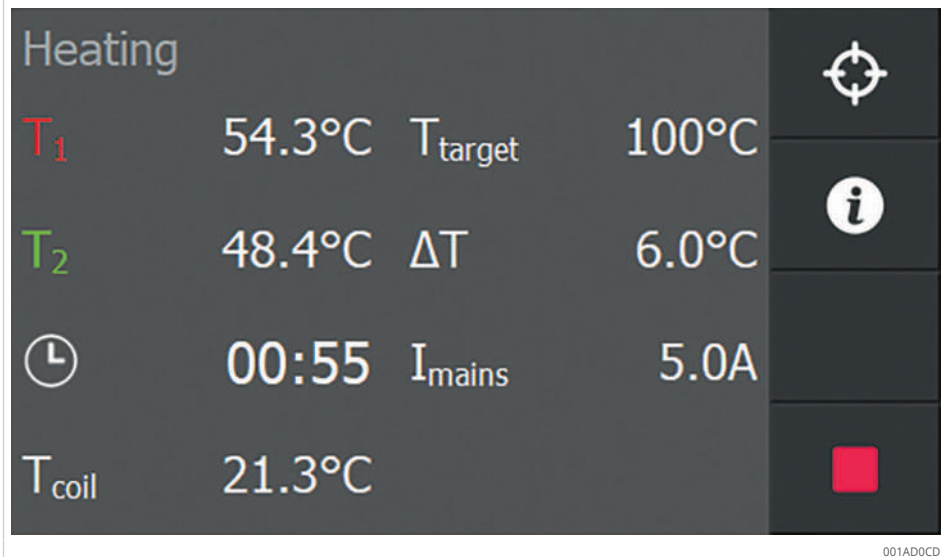 Heating
T1 54.3°C Ttarget 100°C
T2 48.4°C ΔT 6.0°C
00:55 Imains 5.0A
Tcoil 21.3°C
i
001AD0CD